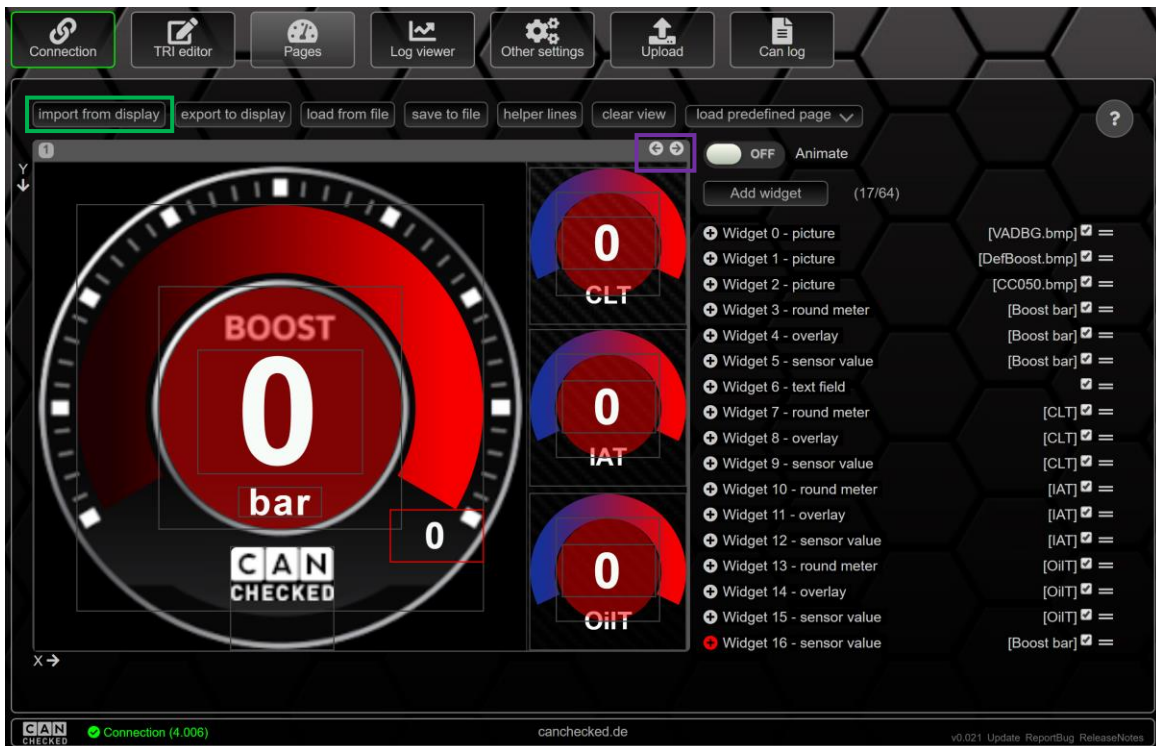 Connection TRI editor Pages Log viewer Other settings Upload Can log
import from display export to display load from file save to file helper lines clear view load predefined page ?
1
Y
OFF Animate
Add widget (17/64)
Widget 0 - picture [VADBG.bmp]
Widget 1 - picture [DefBoost.bmp]
Widget 2 - picture [CC050.bmp]
Widget 3 - round meter [Boost bar]
Widget 4 - overlay [Boost bar]
Widget 5 - sensor value [Boost bar]
Widget 6 - text field
Widget 7 - round meter [CLT]
Widget 8 - overlay [CLT]
Widget 9 - sensor value [CLT]
Widget 10 - round meter [IAT]
Widget 11 - overlay [IAT]
Widget 12 - sensor value [IAT]
Widget 13 - round meter [OilT]
Widget 14 - overlay [OilT]
Widget 15 - sensor value [OilT]
Widget 16 - sensor value [Boost bar]
BOOST
0
bar
0
CAN
CHECKED
0
CLT
0
IAT
0
OilT
X
CAN
CHECKED
Connection (4.006)
canchecked.de
v0.021 Update ReportBug ReleaseNotes